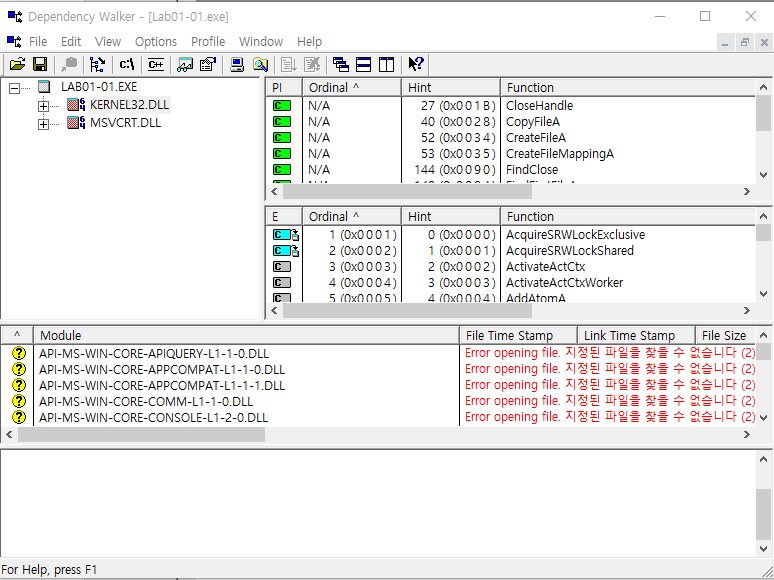 Dependency Walker - [Lab01-01.exe]
File Edit View Options Profile Window Help
c:\ C++
LAB01-01.EXE
KERNEL32.DLL
MSVCRT.DLL
PI Ordinal ^ Hint Function
C N/A 27 (0x001B) CloseHandle
C N/A 40 (0x0028) CopyFileA
C N/A 52 (0x0034) CreateFileA
C N/A 53 (0x0035) CreateFileMappingA
C N/A 144 (0x0090) FindClose
E Ordinal ^ Hint Function
C 1 (0x0001) 0 (0x0000) AcquireSRWLockExclusive
C 2 (0x0002) 1 (0x0001) AcquireSRWLockShared
C 3 (0x0003) 2 (0x0002) ActivateActCtx
C 4 (0x0004) 3 (0x0003) ActivateActCtxWorker
C 5 (0x0005) 4 (0x0004) AddAtomA
^ Module File Time Stamp Link Time Stamp File Size
? API-MS-WIN-CORE-APIQUERY-L1-1-0.DLL Error opening file. 지정된 파일을 찾을 수 없습니다 (2)
? API-MS-WIN-CORE-APPCOMPAT-L1-1-0.DLL Error opening file. 지정된 파일을 찾을 수 없습니다 (2)
? API-MS-WIN-CORE-APPCOMPAT-L1-1-1.DLL Error opening file. 지정된 파일을 찾을 수 없습니다 (2)
? API-MS-WIN-CORE-COMM-L1-1-0.DLL Error opening file. 지정된 파일을 찾을 수 없습니다 (2)
? API-MS-WIN-CORE-CONSOLE-L1-2-0.DLL Error opening file. 지정된 파일을 찾을 수 없습니다 (2)
For Help, press F1